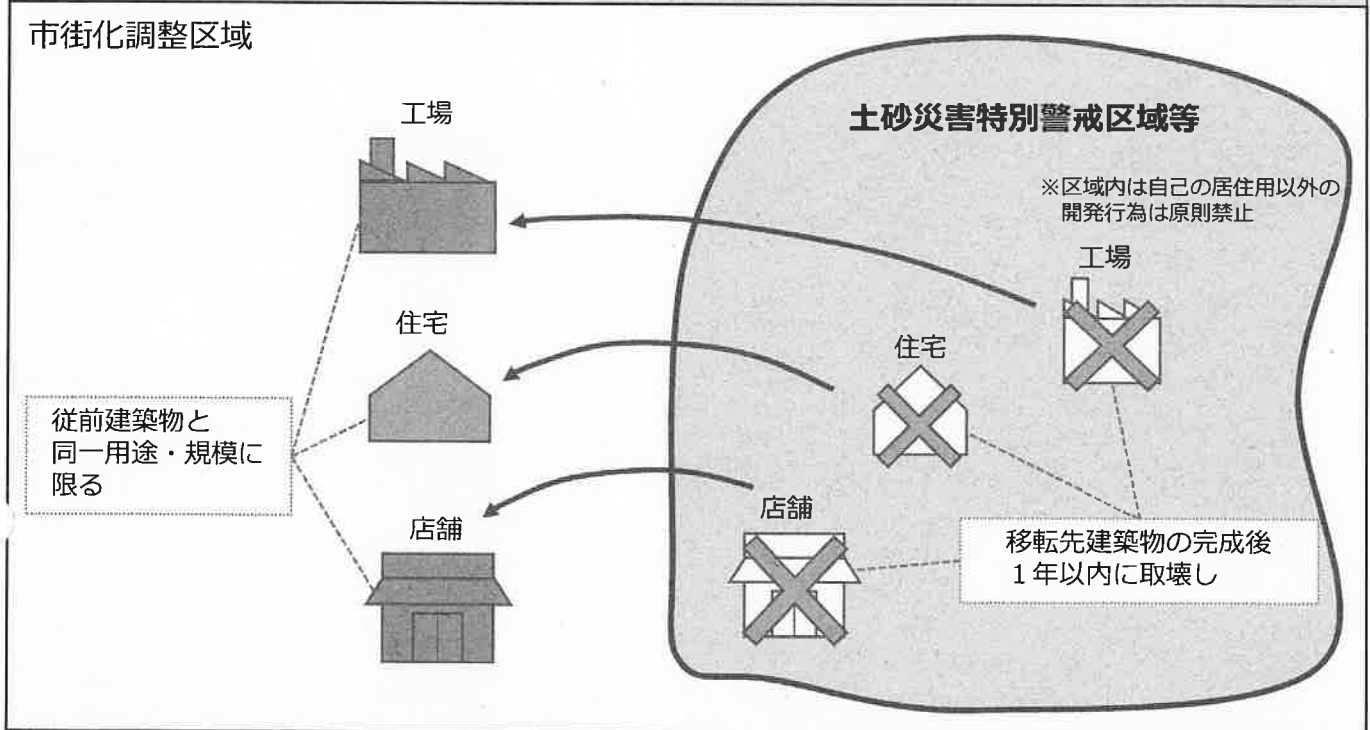 市街化調整区域
土砂災害特別警戒区域等
※区域内は自己の居住用以外の
開発行為は原則禁止
工場
工場
住宅
住宅
従前建築物と
同一用途・規模に
限る
店舗
店舗
移転先建築物の完成後
１年以内に取壊し